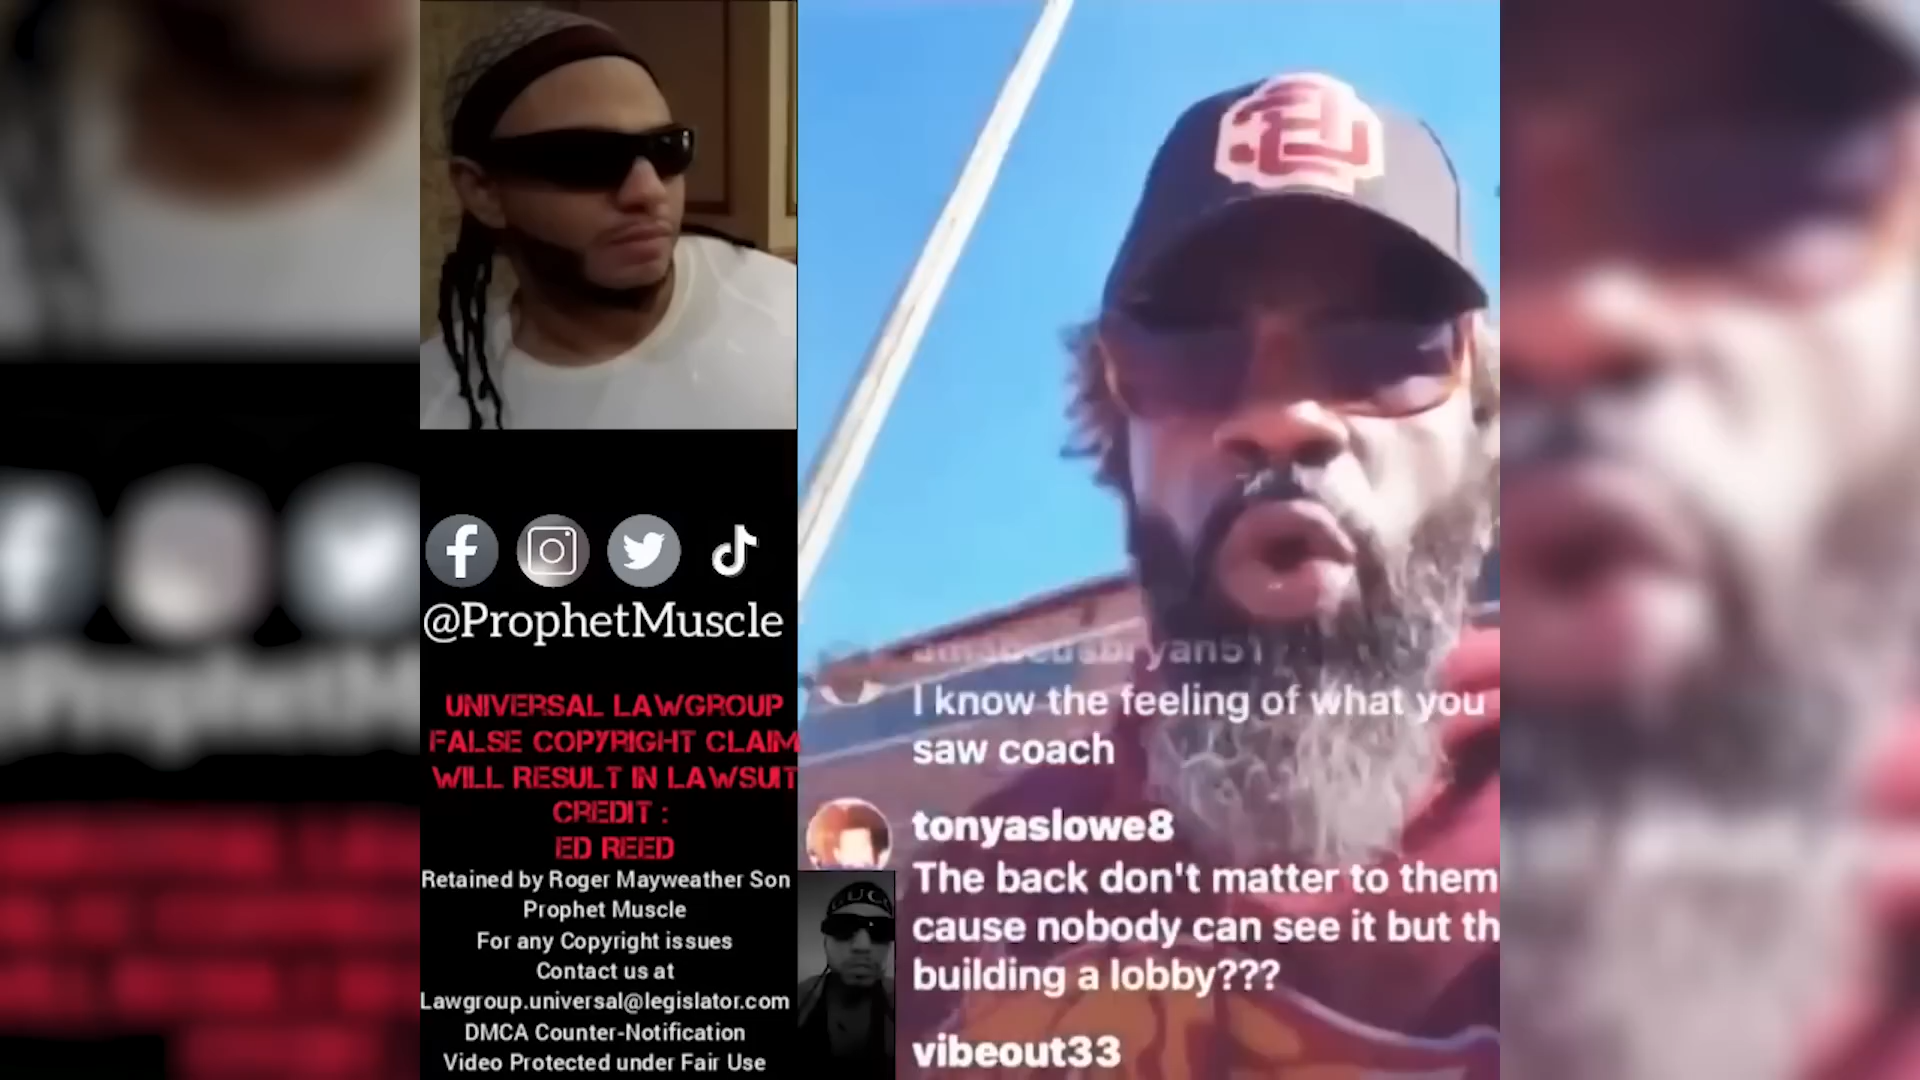 @ProphetMuscle
UNIVERSAL LAWGROUP
FALSE COPYRIGHT CLAIM
WILL RESULT IN LAWSUIT
CREDIT :
ED REED
Retained by Roger Mayweather Son
Prophet Muscle
For any Copyright issues
Contact us at
Lawgroup.universal@legislator.com
DMCA Counter-Notification
Video Protected under Fair Use
I know the feeling of what you
saw coach
tonyaslowe8
The back don't matter to them
cause nobody can see it but th
building a lobby???
vibeout33